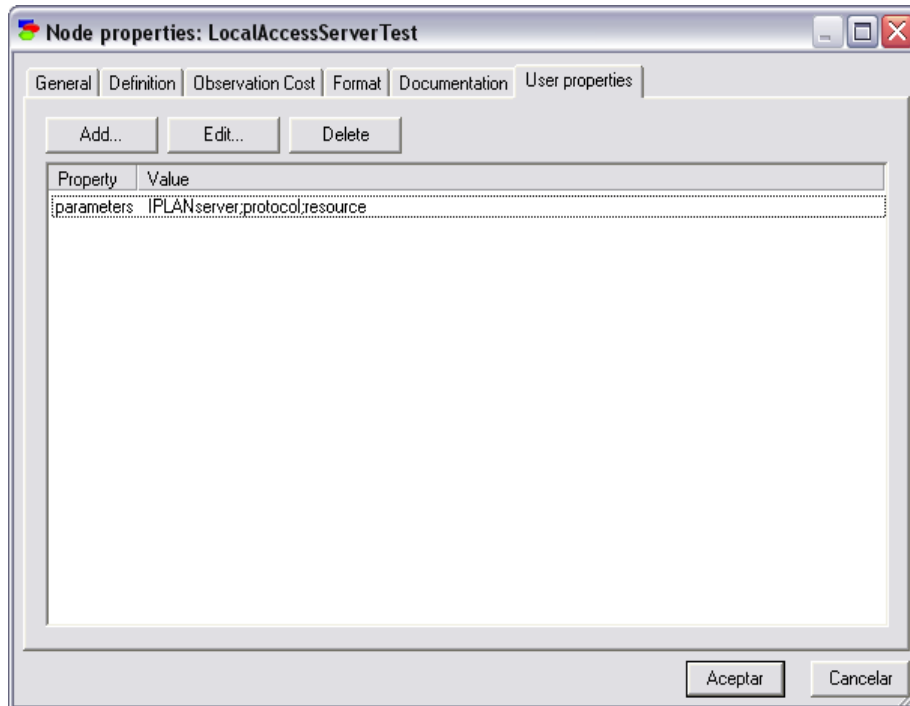 Node properties: LocalAccessServerTest
General Definition Observation Cost Format Documentation User properties
Add... Edit... Delete
Property Value
parameters IPLANserver;protocol;resource
Aceptar Cancelar